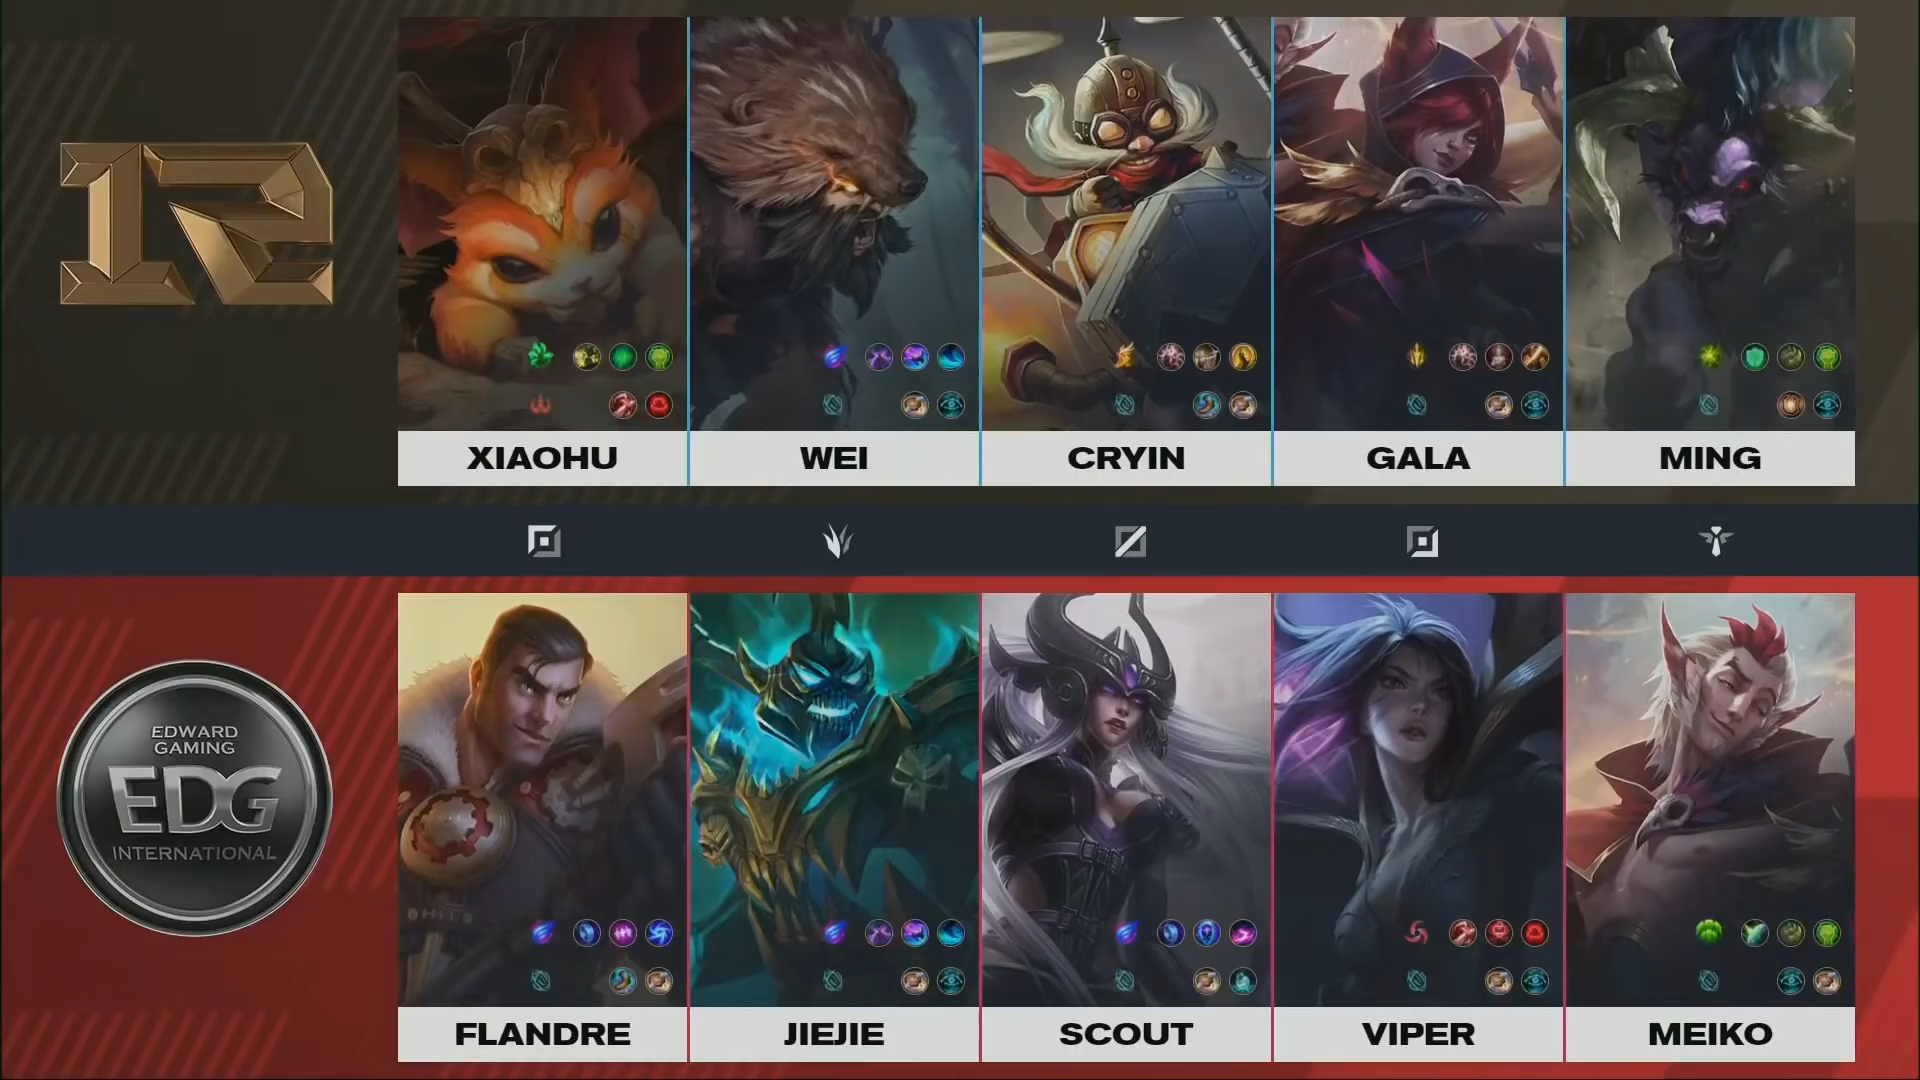 XIAOHU
WEI
CRYIN
GALA
MING
EDWARD
GAMING
EDG
INTERNATIONAL
FLANDRE
JIEJIE
SCOUT
VIPER
MEIKO